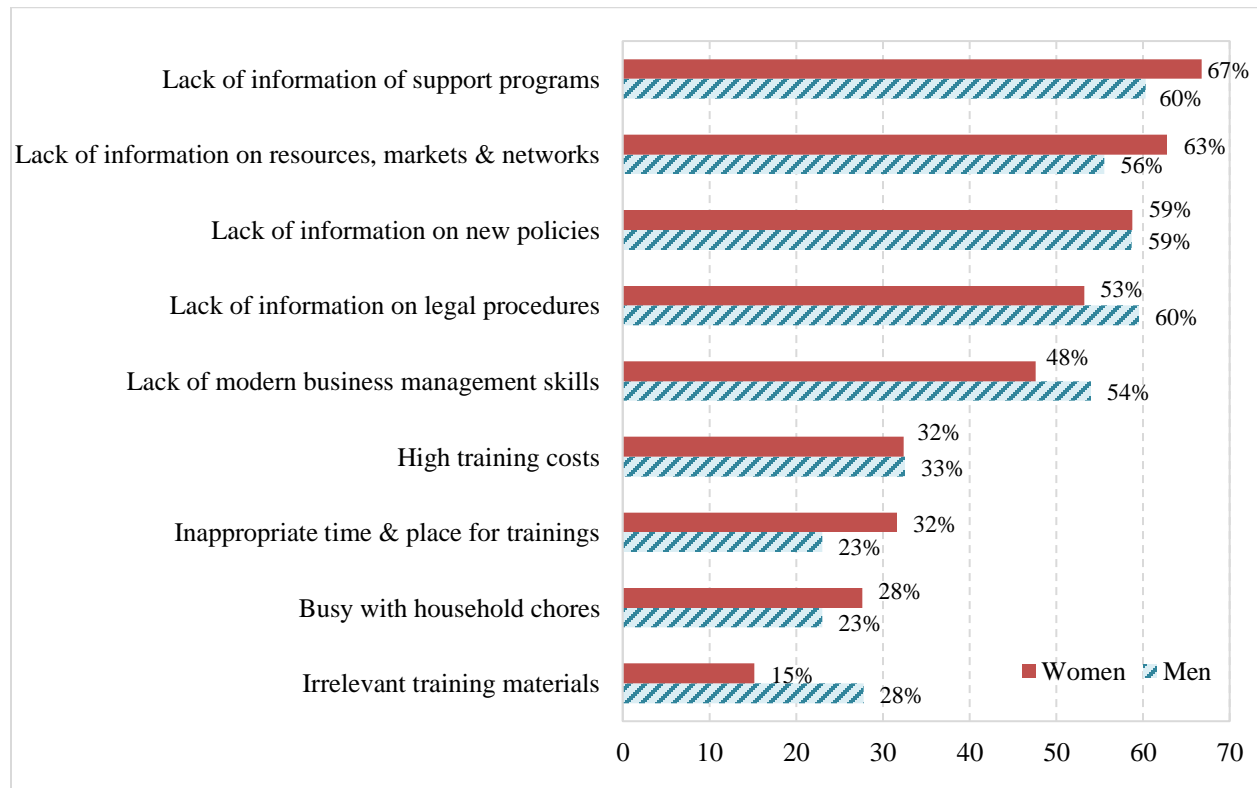 Lack of information of support programs
67%
60%
Lack of information on resources, markets & networks
63%
56%
Lack of information on new policies
59%
59%
Lack of information on legal procedures
53%
60%
Lack of modern business management skills
48%
54%
High training costs
32%
33%
Inappropriate time & place for trainings
32%
23%
Busy with household chores
28%
23%
Irrelevant training materials
15%
28%
Women Men
0 10 20 30 40 50 60 70